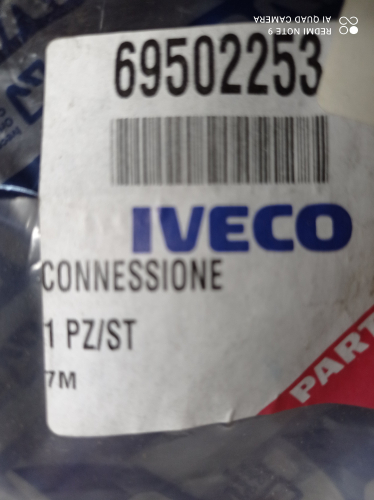 REDMI NOTE 9
AI QUAD CAMERA
69502253
IVECO
CONNESSIONE
1 PZ/ST
7M
PART